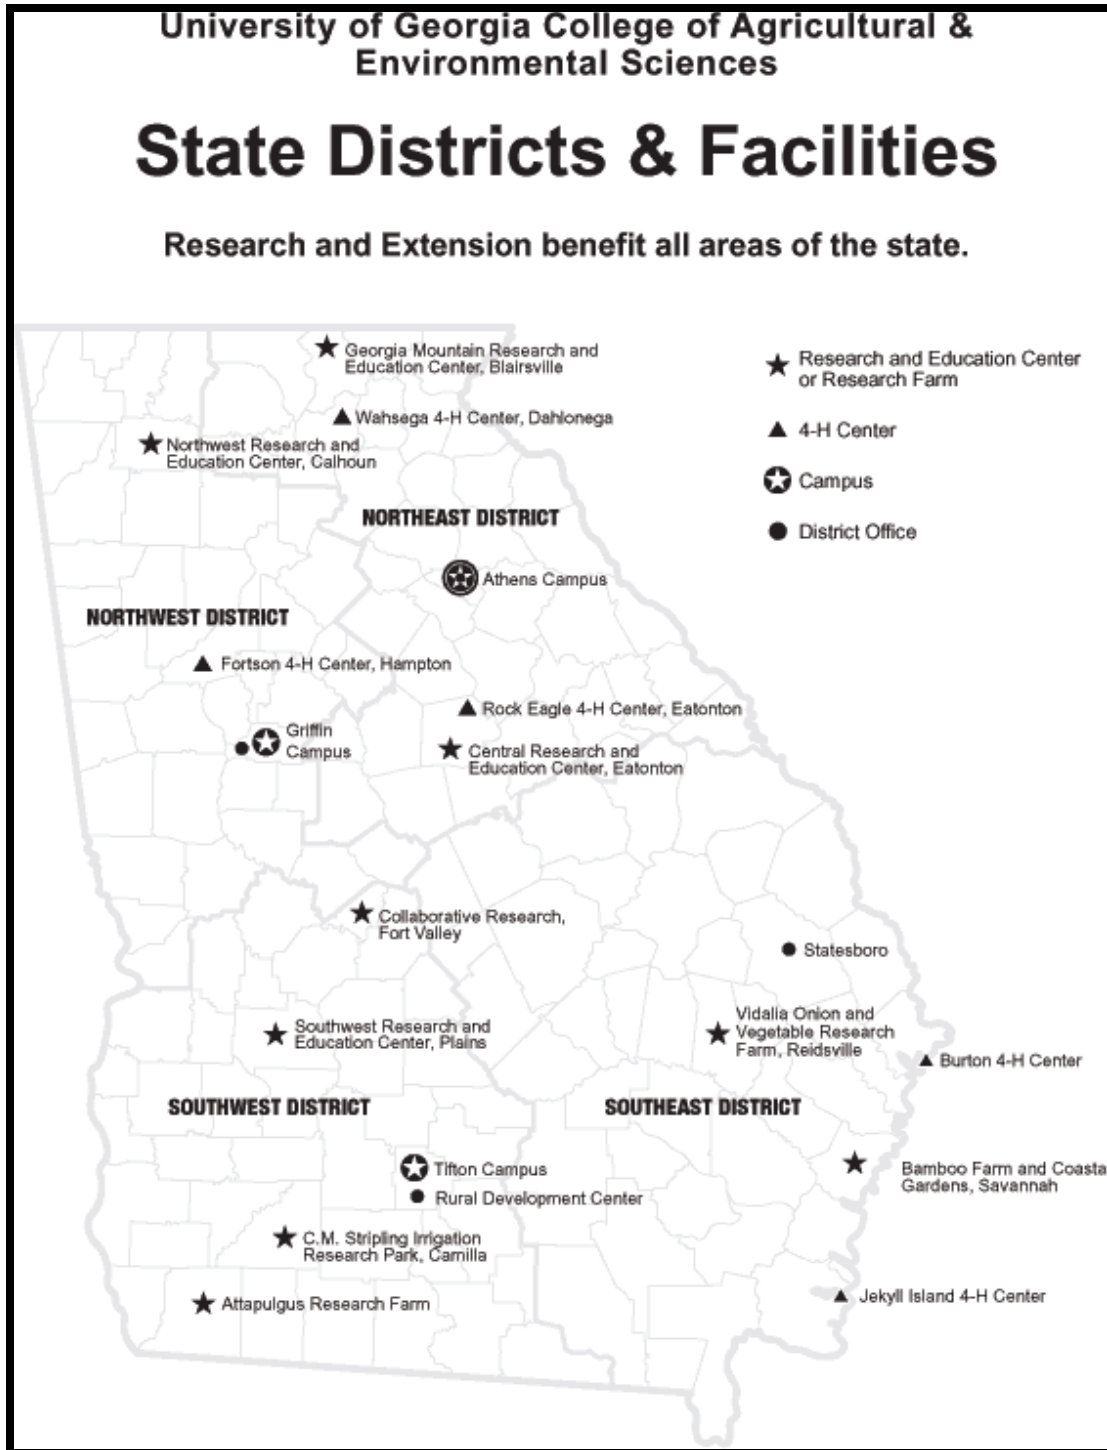 University of Georgia College of Agricultural &
Environmental Sciences
State Districts & Facilities
Research and Extension benefit all areas of the state.
Georgia Mountain Research and
Education Center, Blairsville
Research and Education Center
or Research Farm
Wahsega 4-H Center, Dahlonega
4-H Center
Northwest Research and
Education Center, Calhoun
Campus
NORTHEAST DISTRICT
District Office
Athens Campus
NORTHWEST DISTRICT
Fortson 4-H Center, Hampton
Rock Eagle 4-H Center, Eatonton
Griffin
Campus
Central Research and
Education Center, Eatonton
Collaborative Research,
Fort Valley
Statesboro
Southwest Research and
Education Center, Plains
Vidalia Onion and
Vegetable Research
Farm, Reidsville
Burton 4-H Center
SOUTHWEST DISTRICT
SOUTHEAST DISTRICT
Tifton Campus
Rural Development Center
Bamboo Farm and Coasta
Gardens, Savannah
C.M. Stripling Irrigation
Research Park, Camilla
Attapulgus Research Farm
Jekyll Island 4-H Center